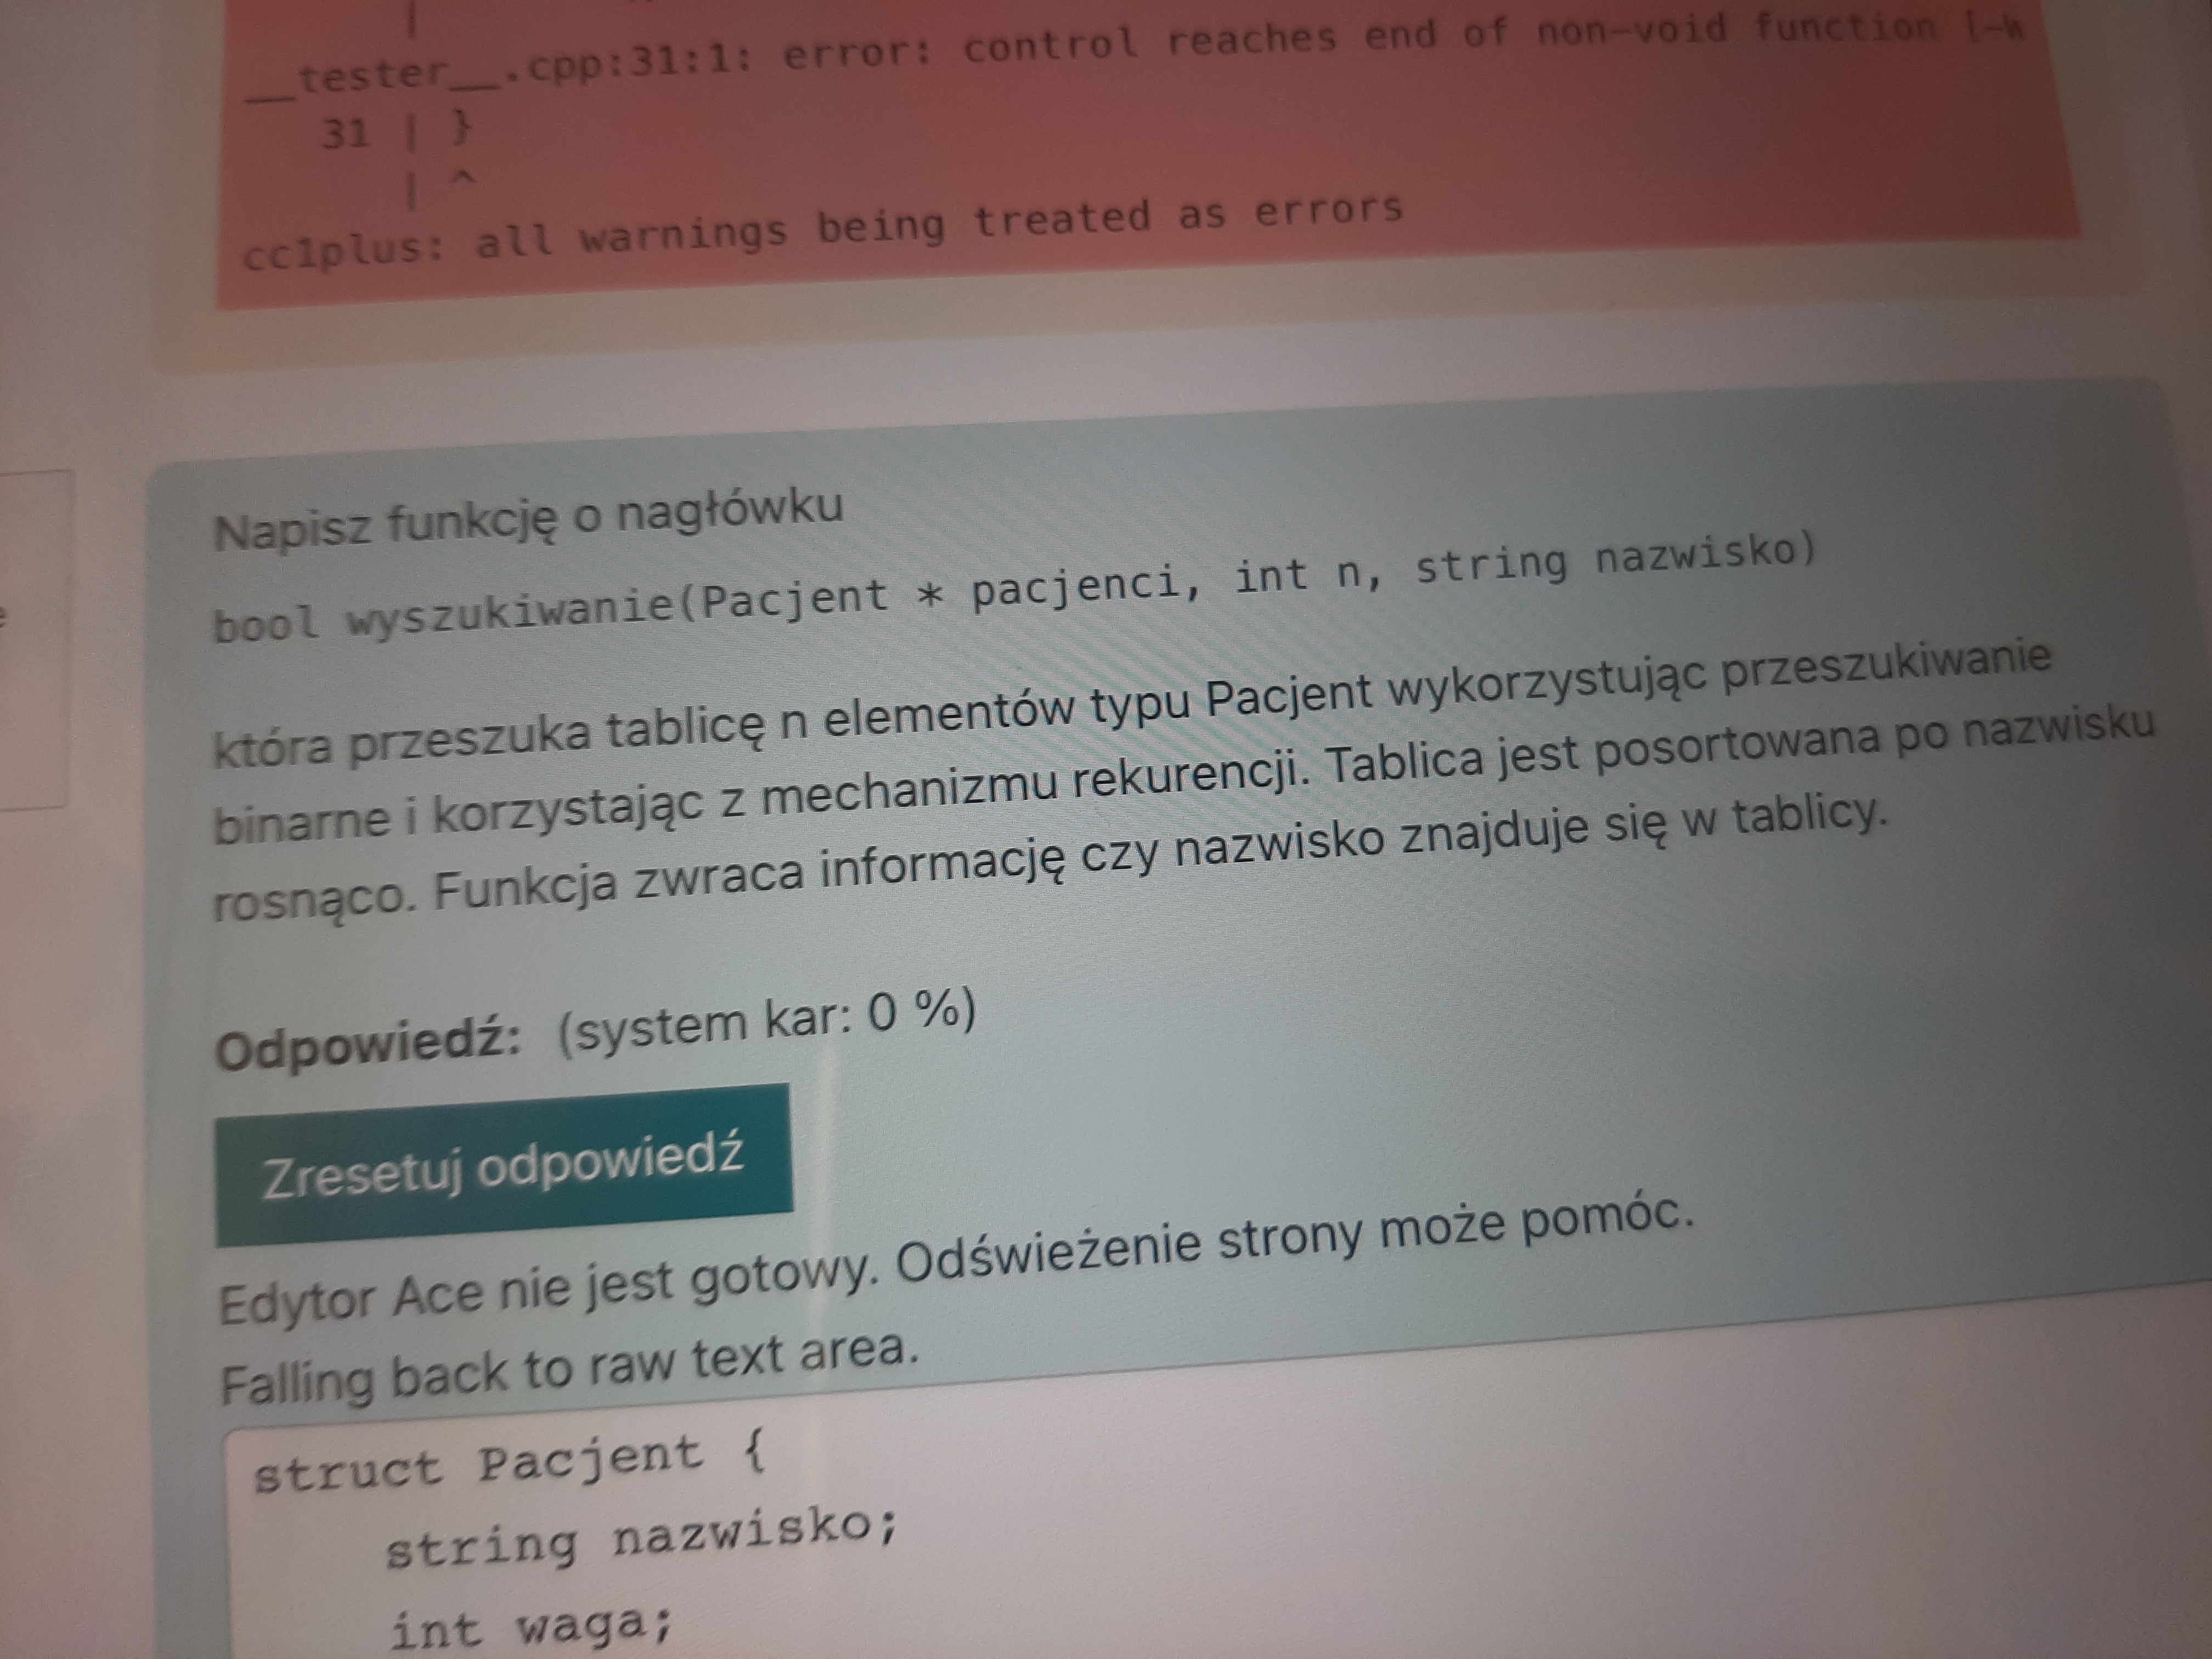 __tester__.cpp:31:1: error: control reaches end of non-void function [-W
31 | }
| ^
cc1plus: all warnings being treated as errors
Napisz funkcję o nagłówku
bool wyszukiwanie(Pacjent * pacjenci, int n, string nazwisko)
która przeszuka tablicę n elementów typu Pacjent wykorzystując przeszukiwanie
binarne i korzystając z mechanizmu rekurencji. Tablica jest posortowana po nazwisku
rosnąco. Funkcja zwraca informację czy nazwisko znajduje się w tablicy.
Odpowiedź: (system kar: 0 %)
Zresetuj odpowiedź
Edytor Ace nie jest gotowy. Odświeżenie strony może pomóc.
Falling back to raw text area.
struct Pacjent {
string nazwisko;
int waga;